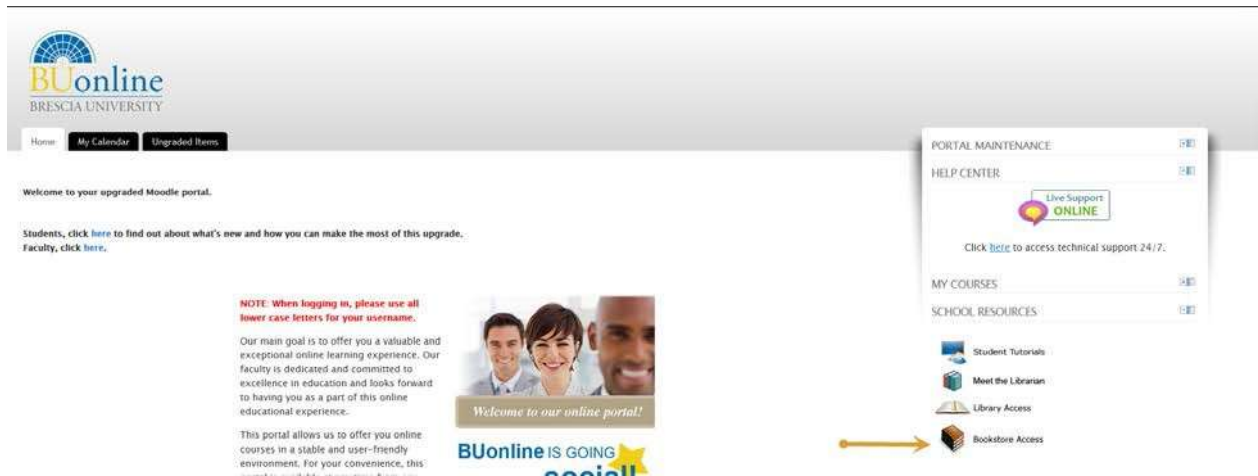 BUonline
BRESCIA UNIVERSITY
Home
My Calendar
Ungraded Items
Welcome to your upgraded Moodle portal.
Students, click here to find out about what's new and how you can make the most of this upgrade.
Faculty, click here.
NOTE: When logging in, please use all
lower case letters for your username.
Our main goal is to offer you a valuable and
exceptional online learning experience. Our
faculty is dedicated and committed to
excellence in education and looks forward
to having you as a part of this online
educational experience.
This portal allows us to offer you online
courses in a stable and user-friendly
environment. For your convenience, this
Welcome to our online portal!
BUonline IS GOING
social!
PORTAL MAINTENANCE
HELP CENTER
Live Support
ONLINE
Click here to access technical support 24/7.
MY COURSES
SCHOOL RESOURCES
Student Tutorials
Meet the Librarian
Library Access
Bookstore Access